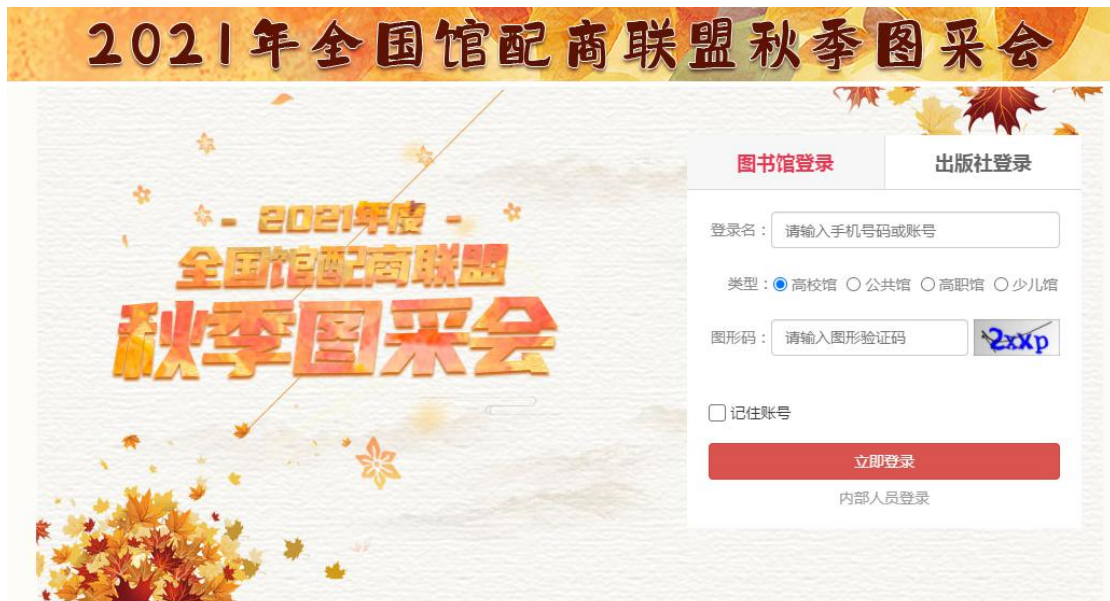 2021年全国馆配商联盟秋季图采会
- 2021年度 -
全国馆配商联盟
秋季图采会
图书馆登录 出版社登录
登录名： 请输入手机号码或账号
类型： 高校馆 公共馆 高职馆 少儿馆
图形码： 请输入图形验证码 2xxp
记住账号
立即登录
内部人员登录